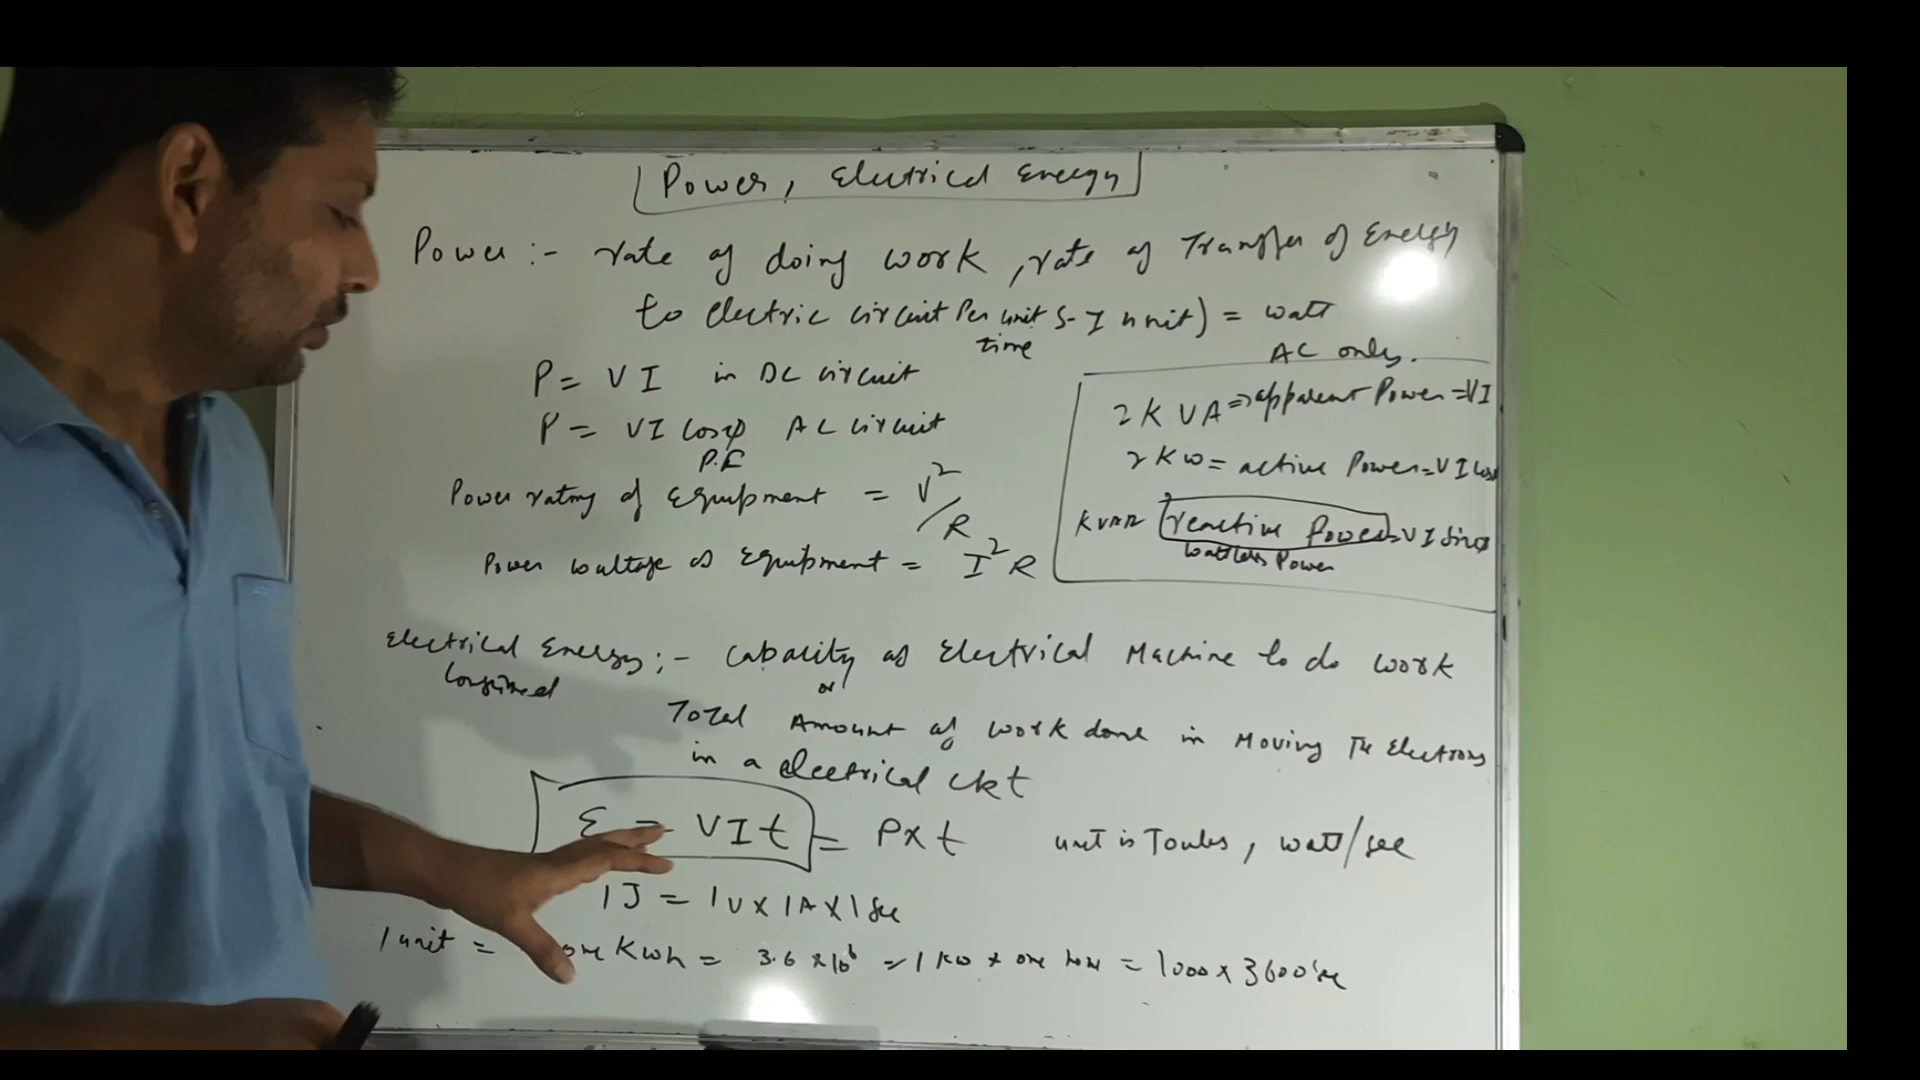 Power, Electrical Energy
Power :- rate of doing work, rate of Transfer of Energy
to electric circuit Per unit time S-I unit) = watt
P = VI in DC circuit
P = VI Cosφ AC circuit
P.F
Power rating of Equipment = V²/R
Power wattage of Equipment = I²R
AC only.
2 K VA => apparent Power = VI
2 Kw = active Power = VI cos
KVAR reactive Power = VI Sinφ
wattless Power
Electrical Energy :- Capacity of Electrical Machine to do work
Consumed
or
Total Amount of work done in Moving The Electrons
in a electrical ckt
E = VIt = P x t unit is Joules, watt/sec
1J = 1V x 1A x 1 Sec
1 unit = one Kwh = 3.6 x 10⁶ = 1 KW x one hour = 1000 x 3600 sec